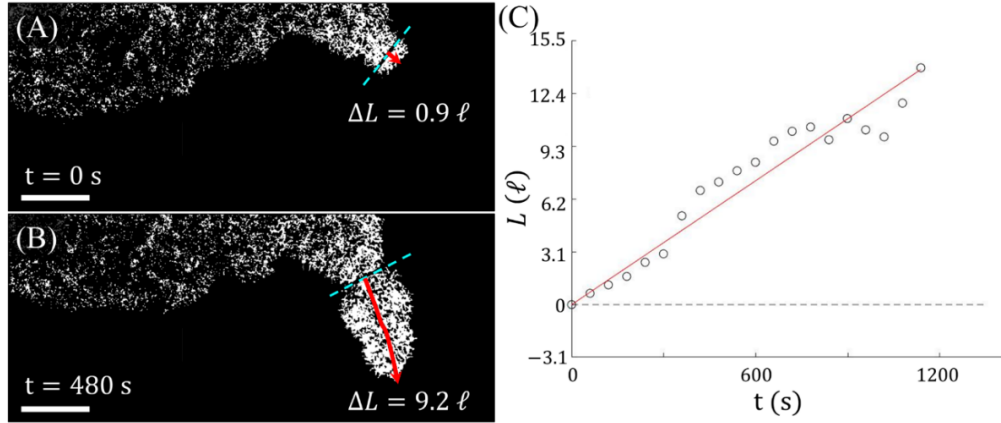 (A)
ΔL = 0.9 ℓ
t = 0 s
(B)
t = 480 s
ΔL = 9.2 ℓ
(C)
15.5
12.4
9.3
6.2
3.1
0
−3.1
L (ℓ)
0 600 1200
t (s)